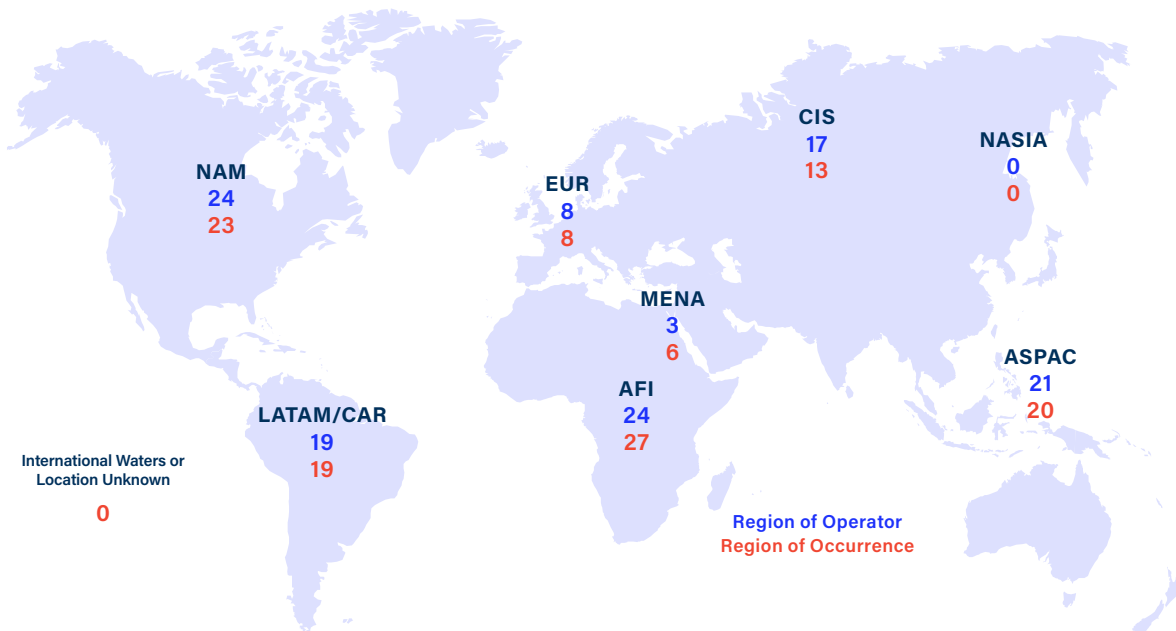 CIS
17
13
NASIA
0
0
NAM
24
23
EUR
8
8
MENA
3
6
ASPAC
21
20
AFI
24
27
LATAM/CAR
19
19
International Waters or
Location Unknown
0
Region of Operator
Region of Occurrence